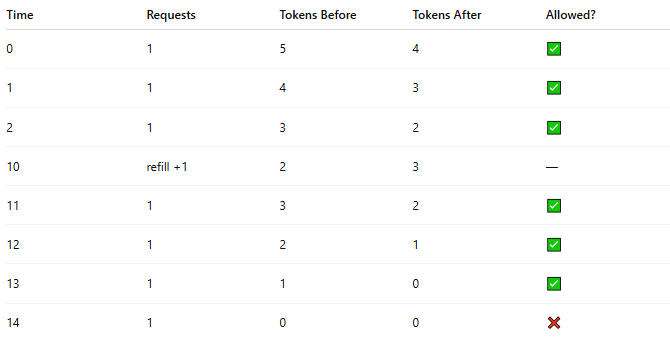 Time Requests Tokens Before Tokens After Allowed?
0 1 5 4 ✅
1 1 4 3 ✅
2 1 3 2 ✅
10 refill +1 2 3 —
11 1 3 2 ✅
12 1 2 1 ✅
13 1 1 0 ✅
14 1 0 0 ❌